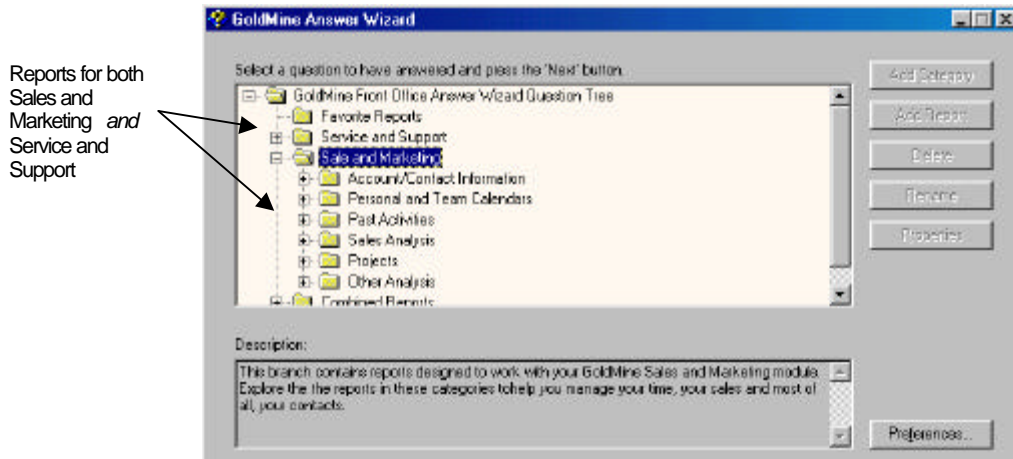 GoldMine Answer Wizard
Reports for both
Sales and
Marketing and
Service and
Support
Select a question to have answered and press the 'Next' button.
GoldMine Front Office Answer Wizard Question Tree
Favorite Reports
Service and Support
Sale and Marketing
Account/Contact Information
Personal and Team Calendars
Past Activities
Sales Analysis
Projects
Other Analysis
Combined Reports
Add Category
Add Report
Delete
Rename
Properties
Description:
This branch contains reports designed to work with your GoldMine Sales and Marketing module.
Explore the the reports in these categories tohelp you manage your time, your sales and most of
all, your contacts.
Preferences...